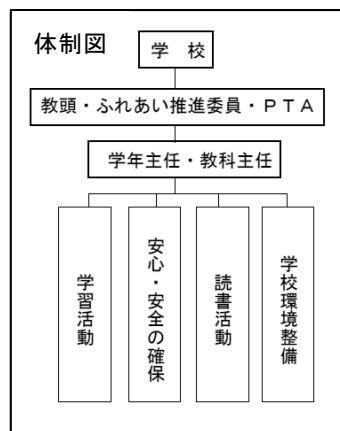 体制図
学　校
教頭・ふれあい推進委員・ＰＴＡ
学年主任・教科主任
学習活動
安心・安全の確保
読書活動
学校環境整備